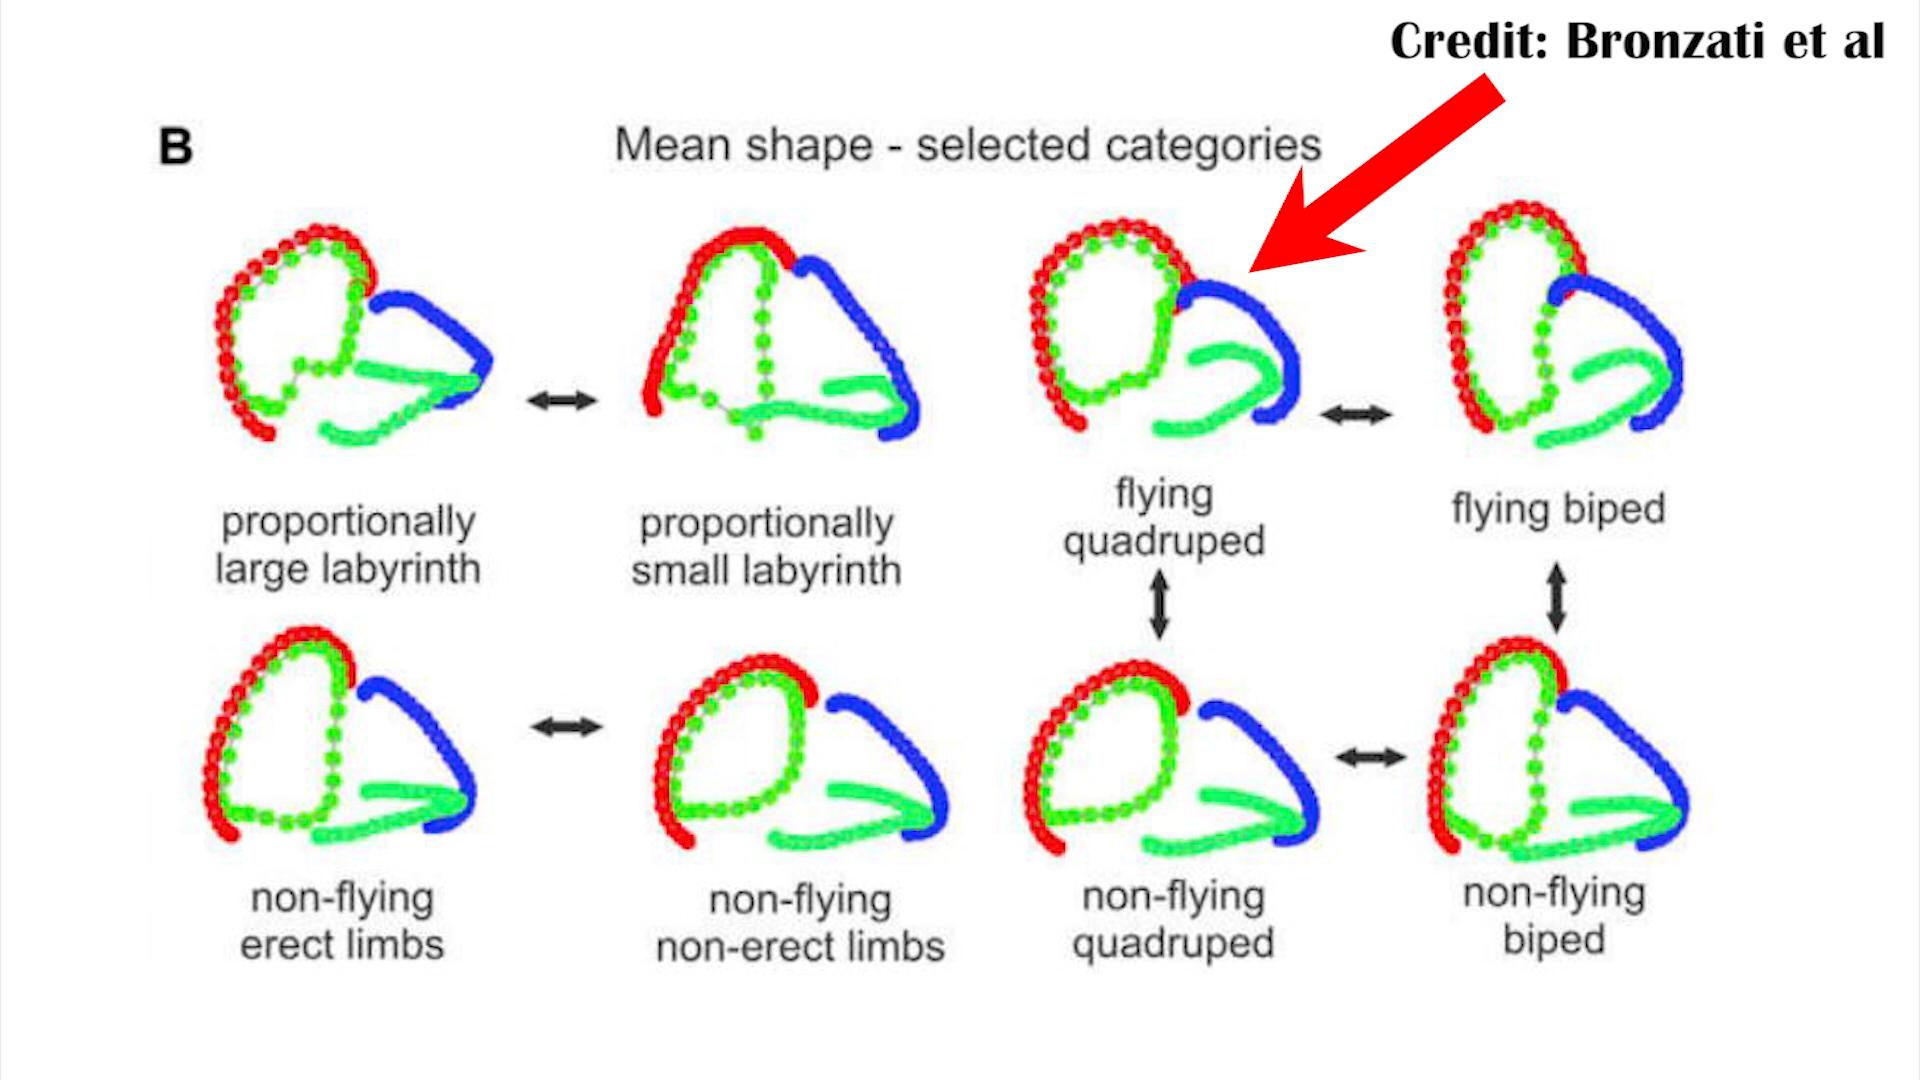 Credit: Bronzati et al
B
Mean shape - selected categories
proportionally
large labyrinth
proportionally
small labyrinth
flying
quadruped
flying biped
non-flying
erect limbs
non-flying
non-erect limbs
non-flying
quadruped
non-flying
biped